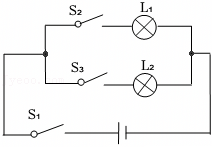 S₂ L₁
S₃ L₂
S₁